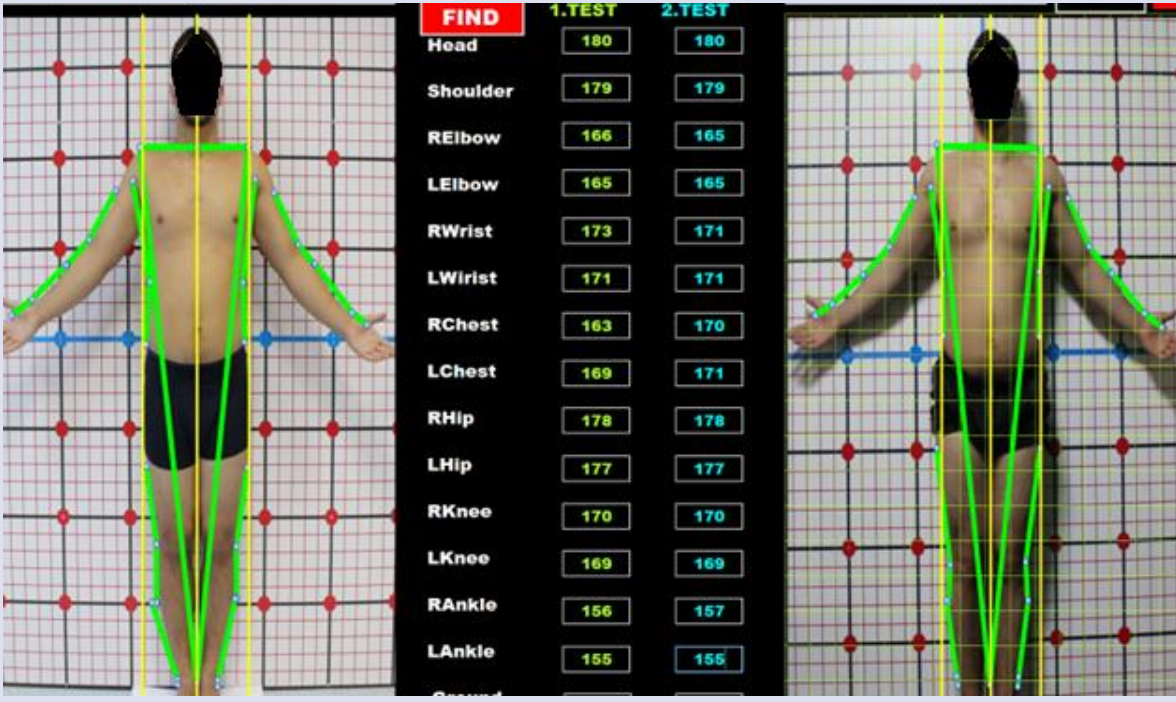 FIND 1.TEST 2.TEST
Head 180 180
Shoulder 179 179
RElbow 166 165
LElbow 165 165
RWrist 173 171
LWirist 171 171
RChest 163 170
LChest 169 171
RHip 178 178
LHip 177 177
RKnee 170 170
LKnee 169 169
RAnkle 156 157
LAnkle 155 155